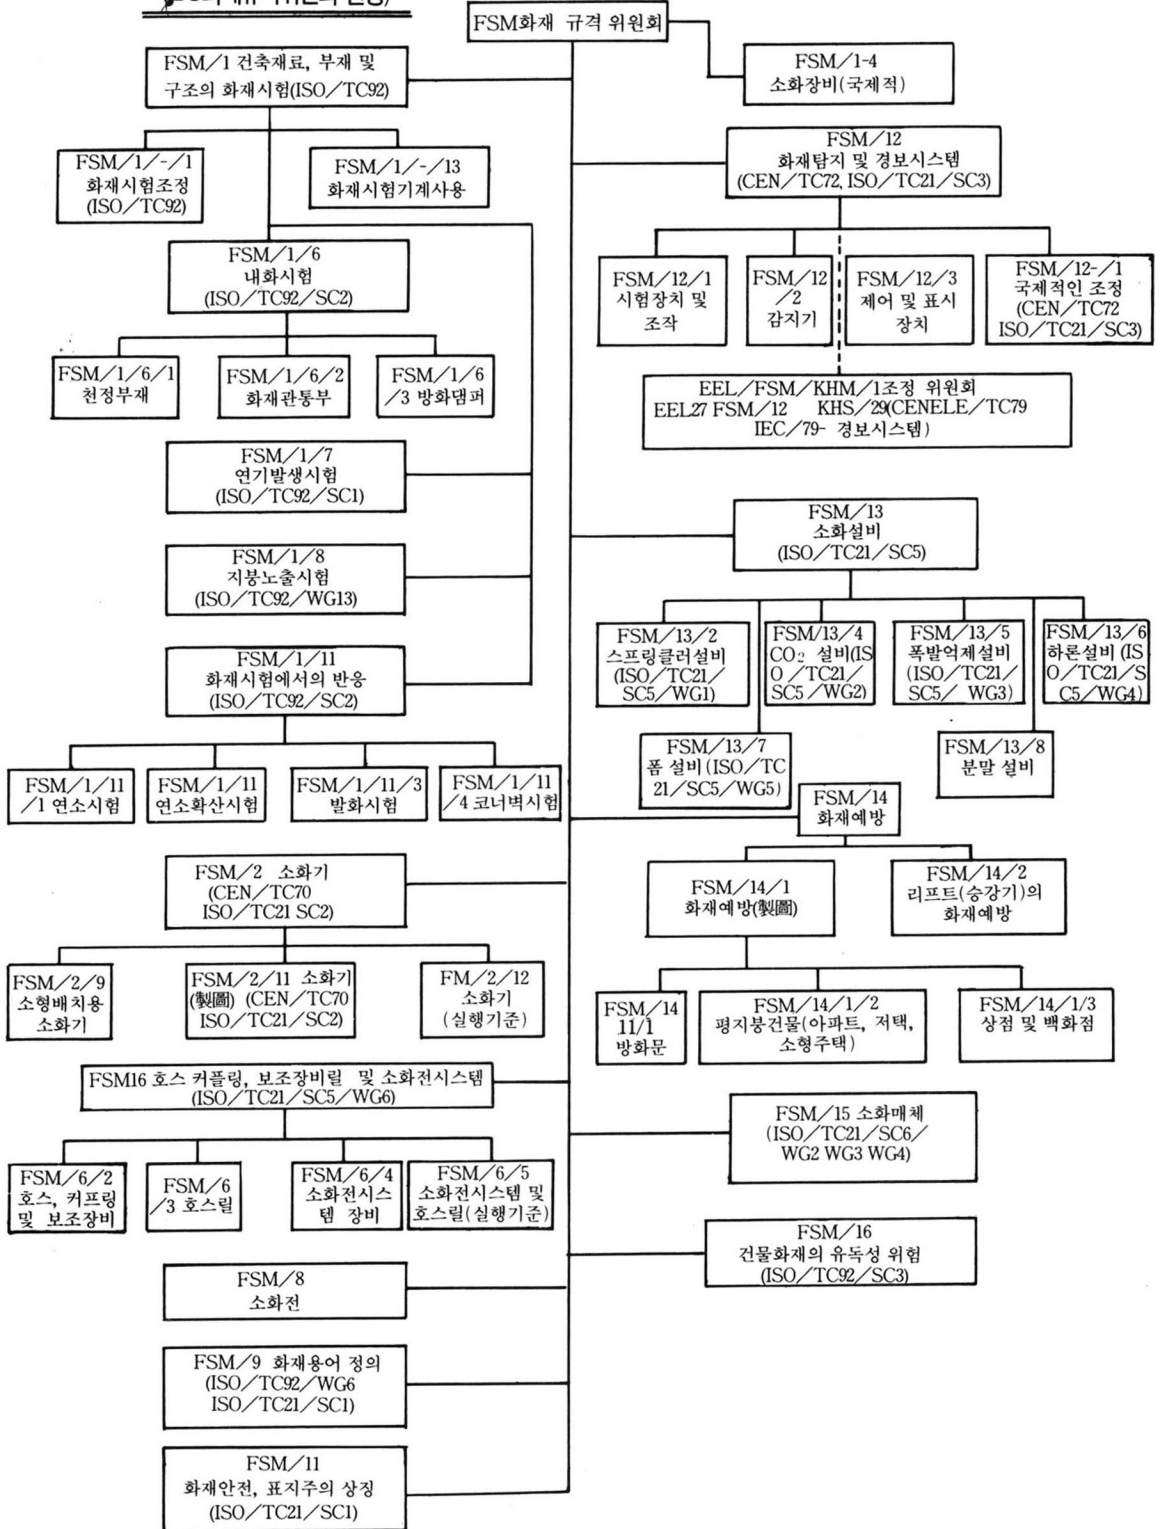 FSM화재 규격 위원회
FSM/1 건축재료, 부재 및
구조의 화재시험(ISO/TC92)
FSM/1-4
소화장비(국제적)
FSM/1/-/1
화재시험조정
(ISO/TC92)
FSM/1/-/13
화재시험기계사용
FSM/12
화재탐지 및 경보시스템
(CEN/TC72, ISO/TC21/SC3)
FSM/1/6
내화시험
(ISO/TC92/SC2)
FSM/12/1
시험장치 및
조작
FSM/12
/2
감지기
FSM/12/3
제어 및 표시
장치
FSM/12-/1
국제적인 조정
(CEN/TC72
ISO/TC21/SC3)
FSM/1/6/1
천정부재
FSM/1/6/2
화재관통부
FSM/1/6
/3 방화댐퍼
EEL/FSM/KHM/1조정 위원회
EEL27 FSM/12 KHS/29(CENELE/TC79
IEC/79- 경보시스템)
FSM/1/7
연기발생시험
(ISO/TC92/SC1)
FSM/13
소화설비
(ISO/TC21/SC5)
FSM/1/8
지붕노출시험
(ISO/TC92/WG13)
FSM/13/2
스프링클러설비
(ISO/TC21/
SC5/WG1)
FSM/13/4
CO₂ 설비(IS
O/TC21/
SC5/WG2)
FSM/13/5
폭발억제설비
(ISO/TC21/
SC5/ WG3)
FSM/13/6
하론설비(IS
O/TC21/S
C5/WG4)
FSM/1/11
화재시험에서의 반응
(ISO/TC92/SC2)
FSM/13/7
폼 설비(ISO/TC
21/SC5/WG5)
FSM/13/8
분말 설비
FSM/1/11
/1 연소시험
FSM/1/11
연소확산시험
FSM/1/11/3
발화시험
FSM/1/11
/4 코너벽시험
FSM/14
화재예방
FSM/2 소화기
(CEN/TC70
ISO/TC21 SC2)
FSM/14/1
화재예방(製圖)
FSM/14/2
리프트(승강기)의
화재예방
FSM/2/9
소형배치용
소화기
FSM/2/11 소화기
(製圖) (CEN/TC70
ISO/TC21/SC2)
FM/2/12
소화기
(실행기준)
FSM/14
11/1
방화문
FSM/14/1/2
평지붕건물(아파트, 저택,
소형주택)
FSM/14/1/3
상점 및 백화점
FSM16 호스 커플링, 보조장비릴 및 소화전시스템
(ISO/TC21/SC5/WG6)
FSM/15 소화매체
(ISO/TC21/SC6/
WG2 WG3 WG4)
FSM/6/2
호스, 커프링
및 보조장비
FSM/6
/3 호스릴
FSM/6/4
소화전시스
템 장비
FSM/6/5
소화전시스템 및
호스릴(실행기준)
FSM/16
건물화재의 유독성 위험
(ISO/TC92/SC3)
FSM/8
소화전
FSM/9 화재용어 정의
(ISO/TC92/WG6
ISO/TC21/SC1)
FSM/11
화재안전, 표지주의 상징
(ISO/TC21/SC1)